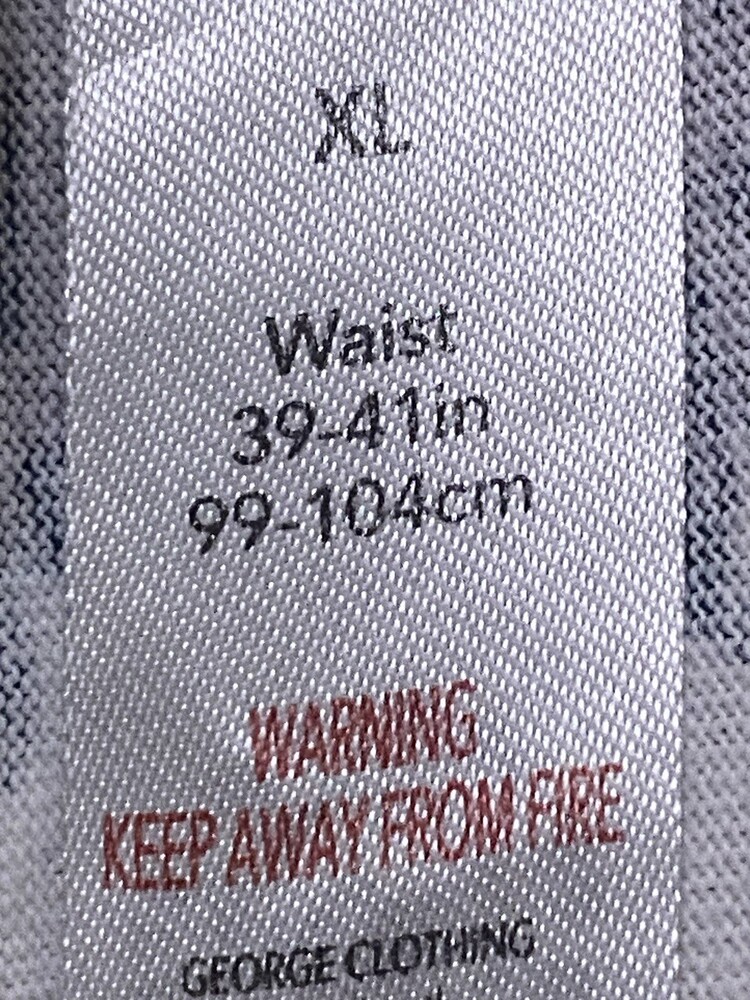 XL
Waist
39-41in
99-104cm
WARNING
KEEP AWAY FROM FIRE
GEORGE CLOTHING